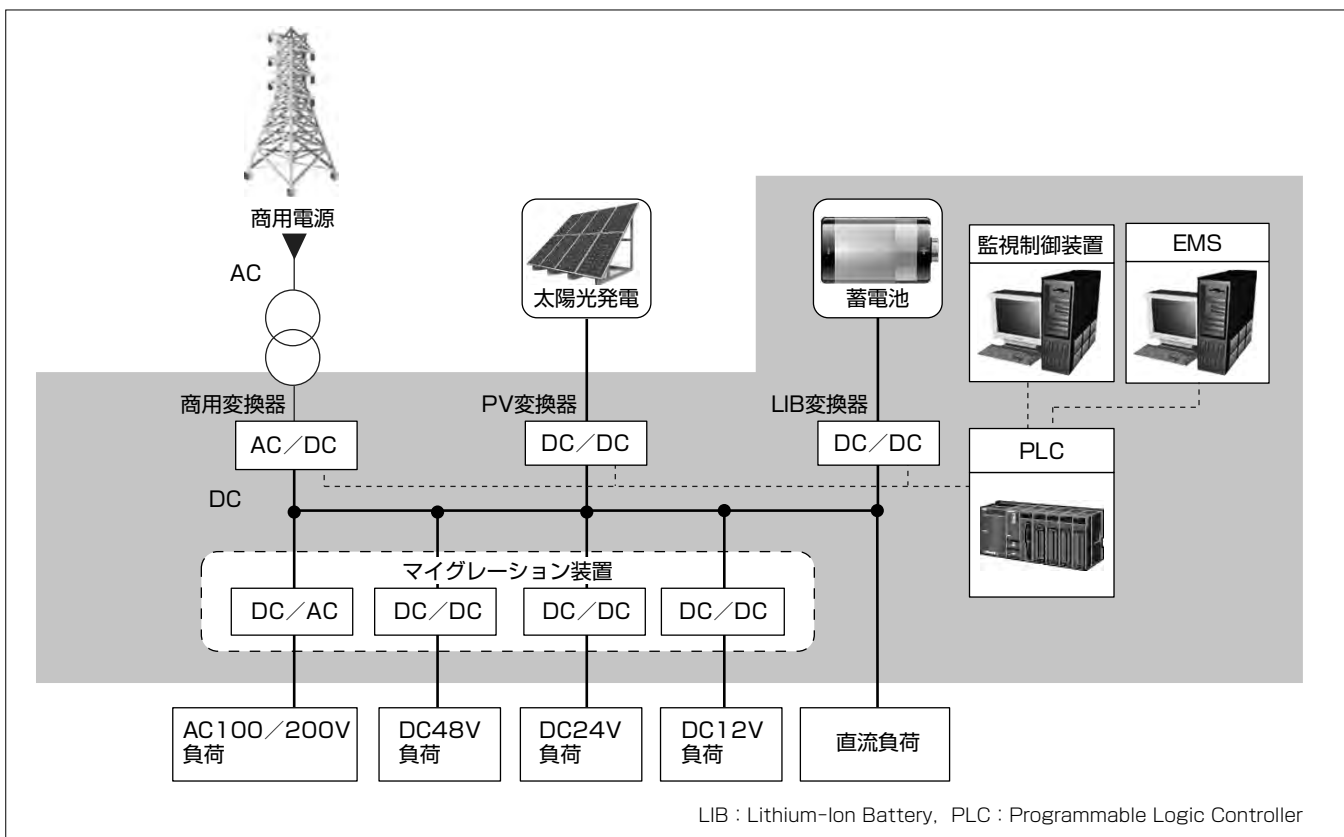 商用電源
AC
太陽光発電
蓄電池
監視制御装置
EMS
商用変換器
PV変換器
LIB変換器
AC/DC
DC/DC
DC/DC
PLC
DC
マイグレーション装置
DC/AC
DC/DC
DC/DC
DC/DC
AC100/200V
負荷
DC48V
負荷
DC24V
負荷
DC12V
負荷
直流負荷
LIB:Lithium-Ion Battery, PLC:Programmable Logic Controller